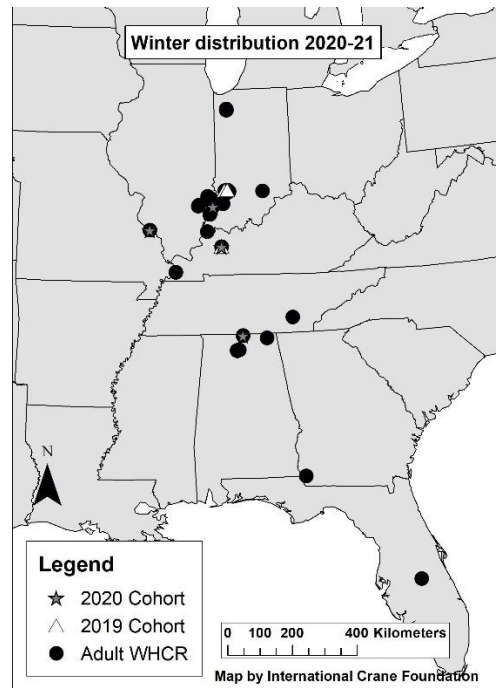 Winter distribution 2020-21
N
Legend
2020 Cohort
2019 Cohort
Adult WHCR
0 100 200 400 Kilometers
Map by International Crane Foundation